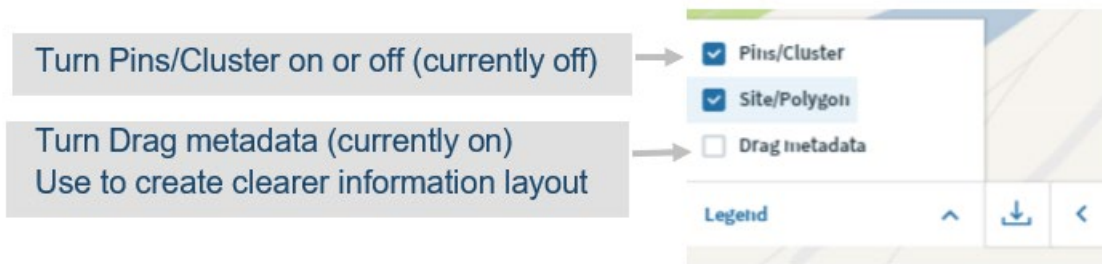 Turn Pins/Cluster on or off (currently off)
Pins/Cluster
Site/Polygon
Turn Drag metadata (currently on)
Use to create clearer information layout
Drag metadata
Legend